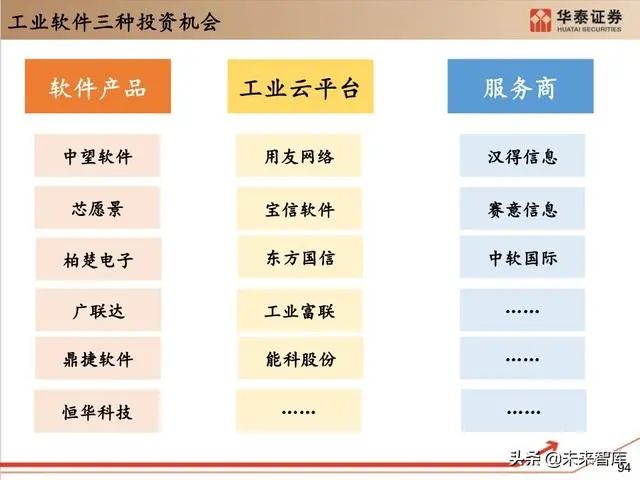 工业软件三种投资机会
华泰证券
HUATAI SECURITIES
软件产品
工业云平台
服务商
中望软件
用友网络
汉得信息
芯愿景
宝信软件
赛意信息
柏楚电子
东方国信
中软国际
广联达
工业富联
……
鼎捷软件
能科股份
……
恒华科技
……
……
头条@未来智库
94